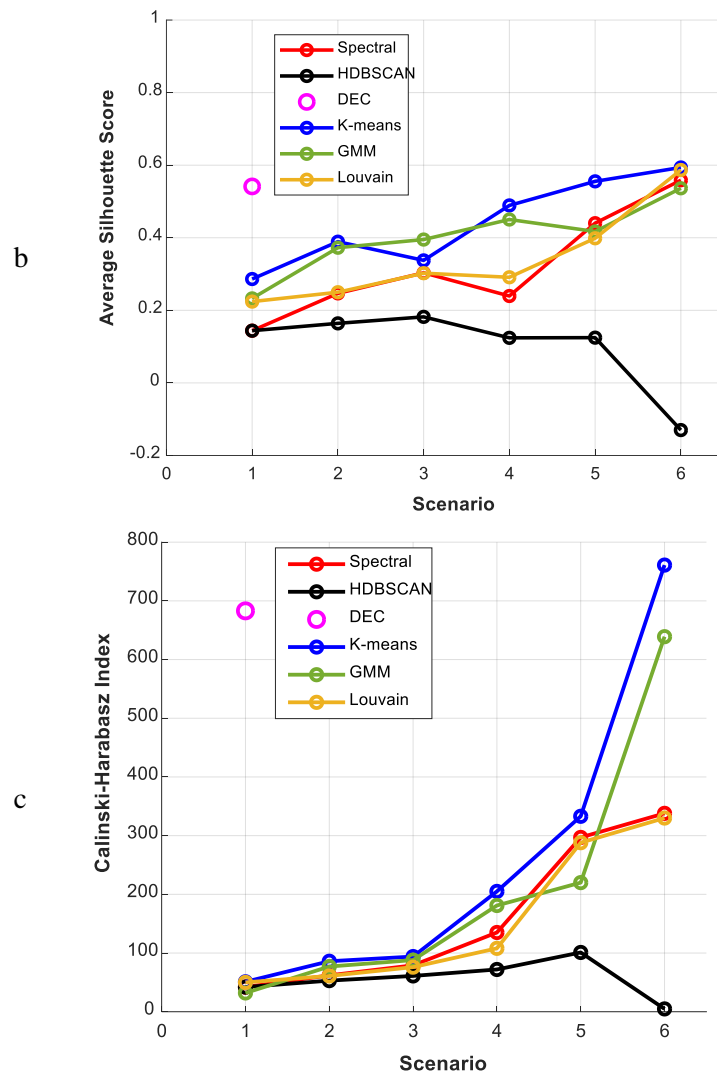 b
Average Silhouette Score
1
0.8
0.6
0.4
0.2
0
-0.2
Spectral
HDBSCAN
DEC
K-means
GMM
Louvain
0 1 2 3 4 5 6
Scenario
c
Calinski-Harabasz Index
800
700
600
500
400
300
200
100
0
Spectral
HDBSCAN
DEC
K-means
GMM
Louvain
0 1 2 3 4 5 6
Scenario